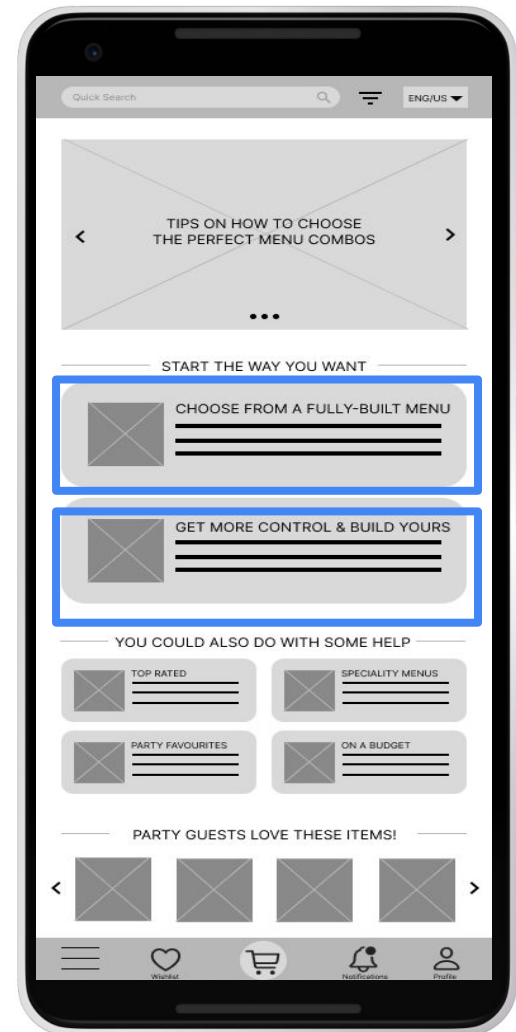 Quick Search
ENG/US
TIPS ON HOW TO CHOOSE
THE PERFECT MENU COMBOS
START THE WAY YOU WANT
CHOOSE FROM A FULLY-BUILT MENU
GET MORE CONTROL & BUILD YOURS
YOU COULD ALSO DO WITH SOME HELP
TOP RATED
SPECIALITY MENUS
PARTY FAVOURITES
ON A BUDGET
PARTY GUESTS LOVE THESE ITEMS!
Wishlist
Notifications
Profile